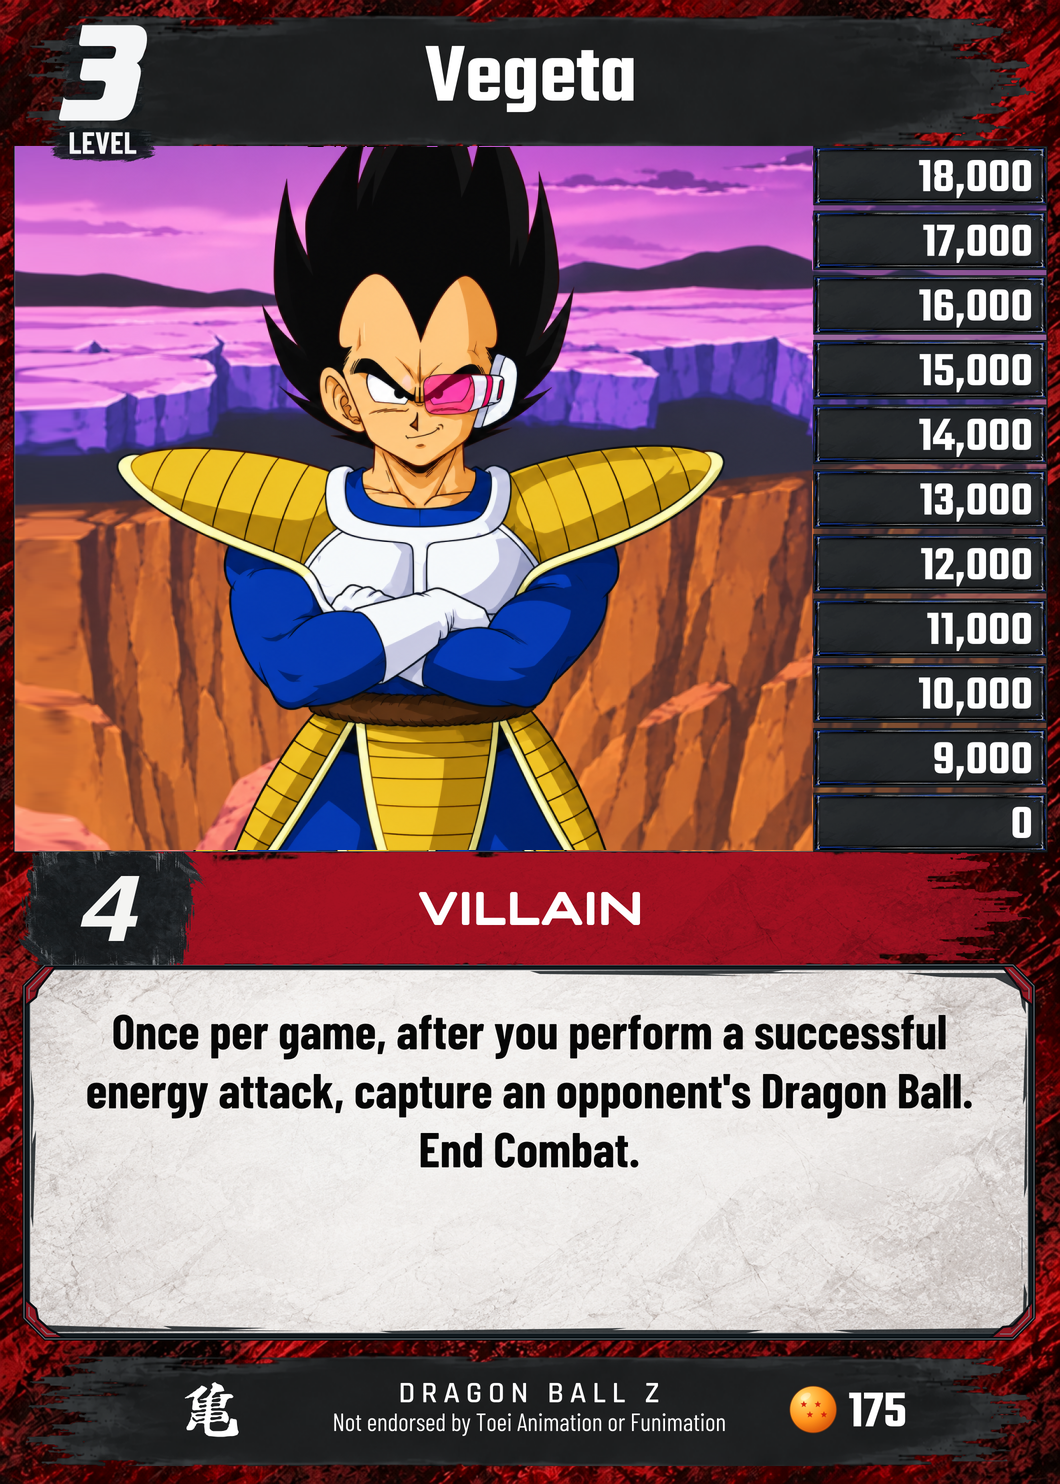 3
LEVEL
Vegeta
18,000
17,000
16,000
15,000
14,000
13,000
12,000
11,000
10,000
9,000
0
4
VILLAIN
Once per game, after you perform a successful
energy attack, capture an opponent's Dragon Ball.
End Combat.
亀
DRAGON BALL Z
Not endorsed by Toei Animation or Funimation
175